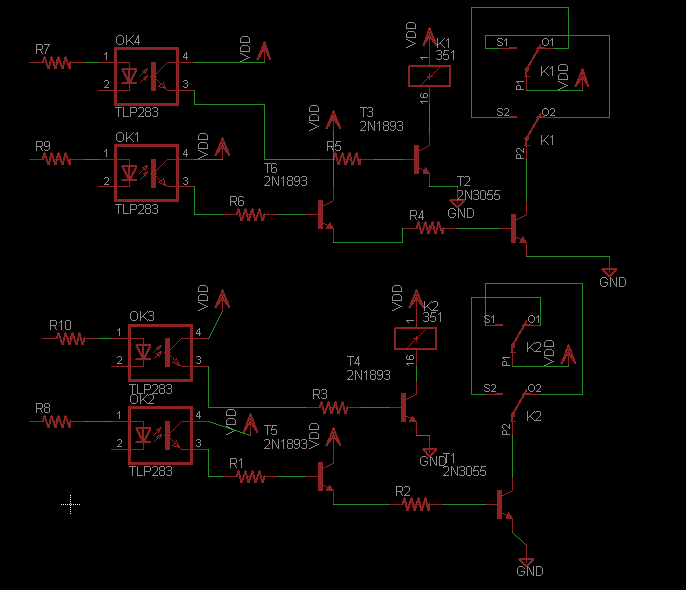 R7
OK4
1
2
4
3
TLP283
VDD
VDD
K1
351
1
16
S1
O1
P1
K1
VDD
S2
O2
P2
K1
R9
OK1
1
2
4
3
TLP283
VDD
VDD
R5
T3
2N1893
T6
2N1893
R6
T2
2N3055
GND
R4
GND
R10
OK3
1
2
4
3
TLP283
VDD
VDD
K2
351
1
16
S1
O1
P1
K2
VDD
S2
O2
P2
K2
R8
OK2
1
2
4
3
TLP283
VDD
T5
2N1893
VDD
R3
T4
2N1893
R1
GND
T1
2N3055
R2
GND